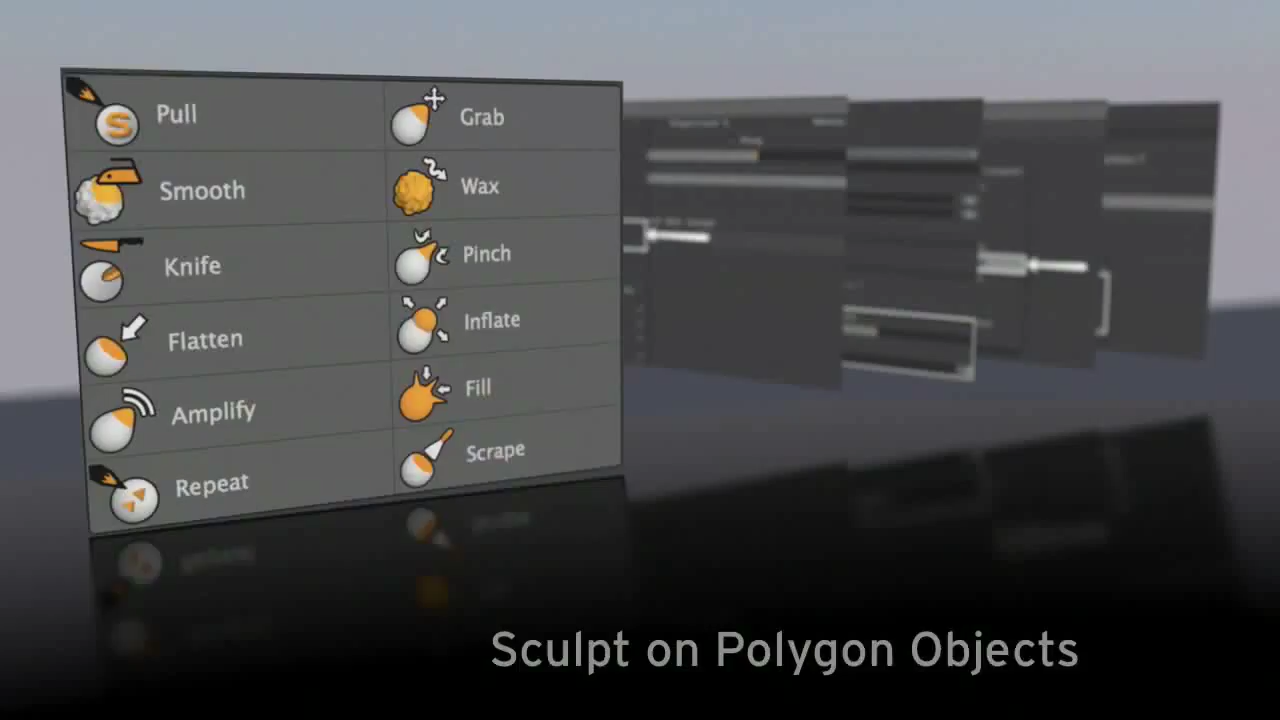 Pull
Grab
Smooth
Wax
Knife
Pinch
Flatten
Inflate
Amplify
Fill
Repeat
Scrape
Sculpt on Polygon Objects